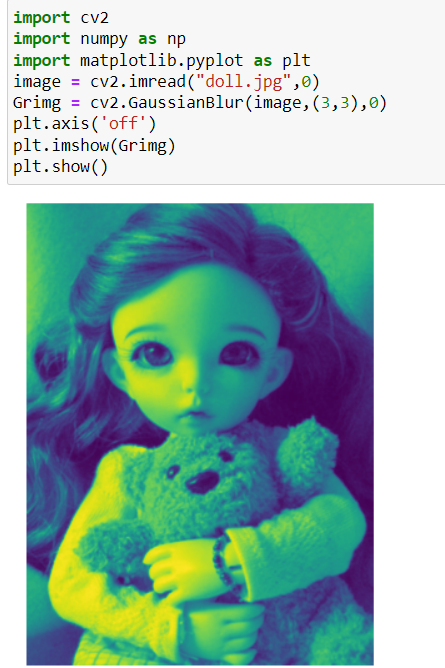 import cv2
import numpy as np
import matplotlib.pyplot as plt
image = cv2.imread("doll.jpg",0)
Grimg = cv2.GaussianBlur(image,(3,3),0)
plt.axis('off')
plt.imshow(Grimg)
plt.show()